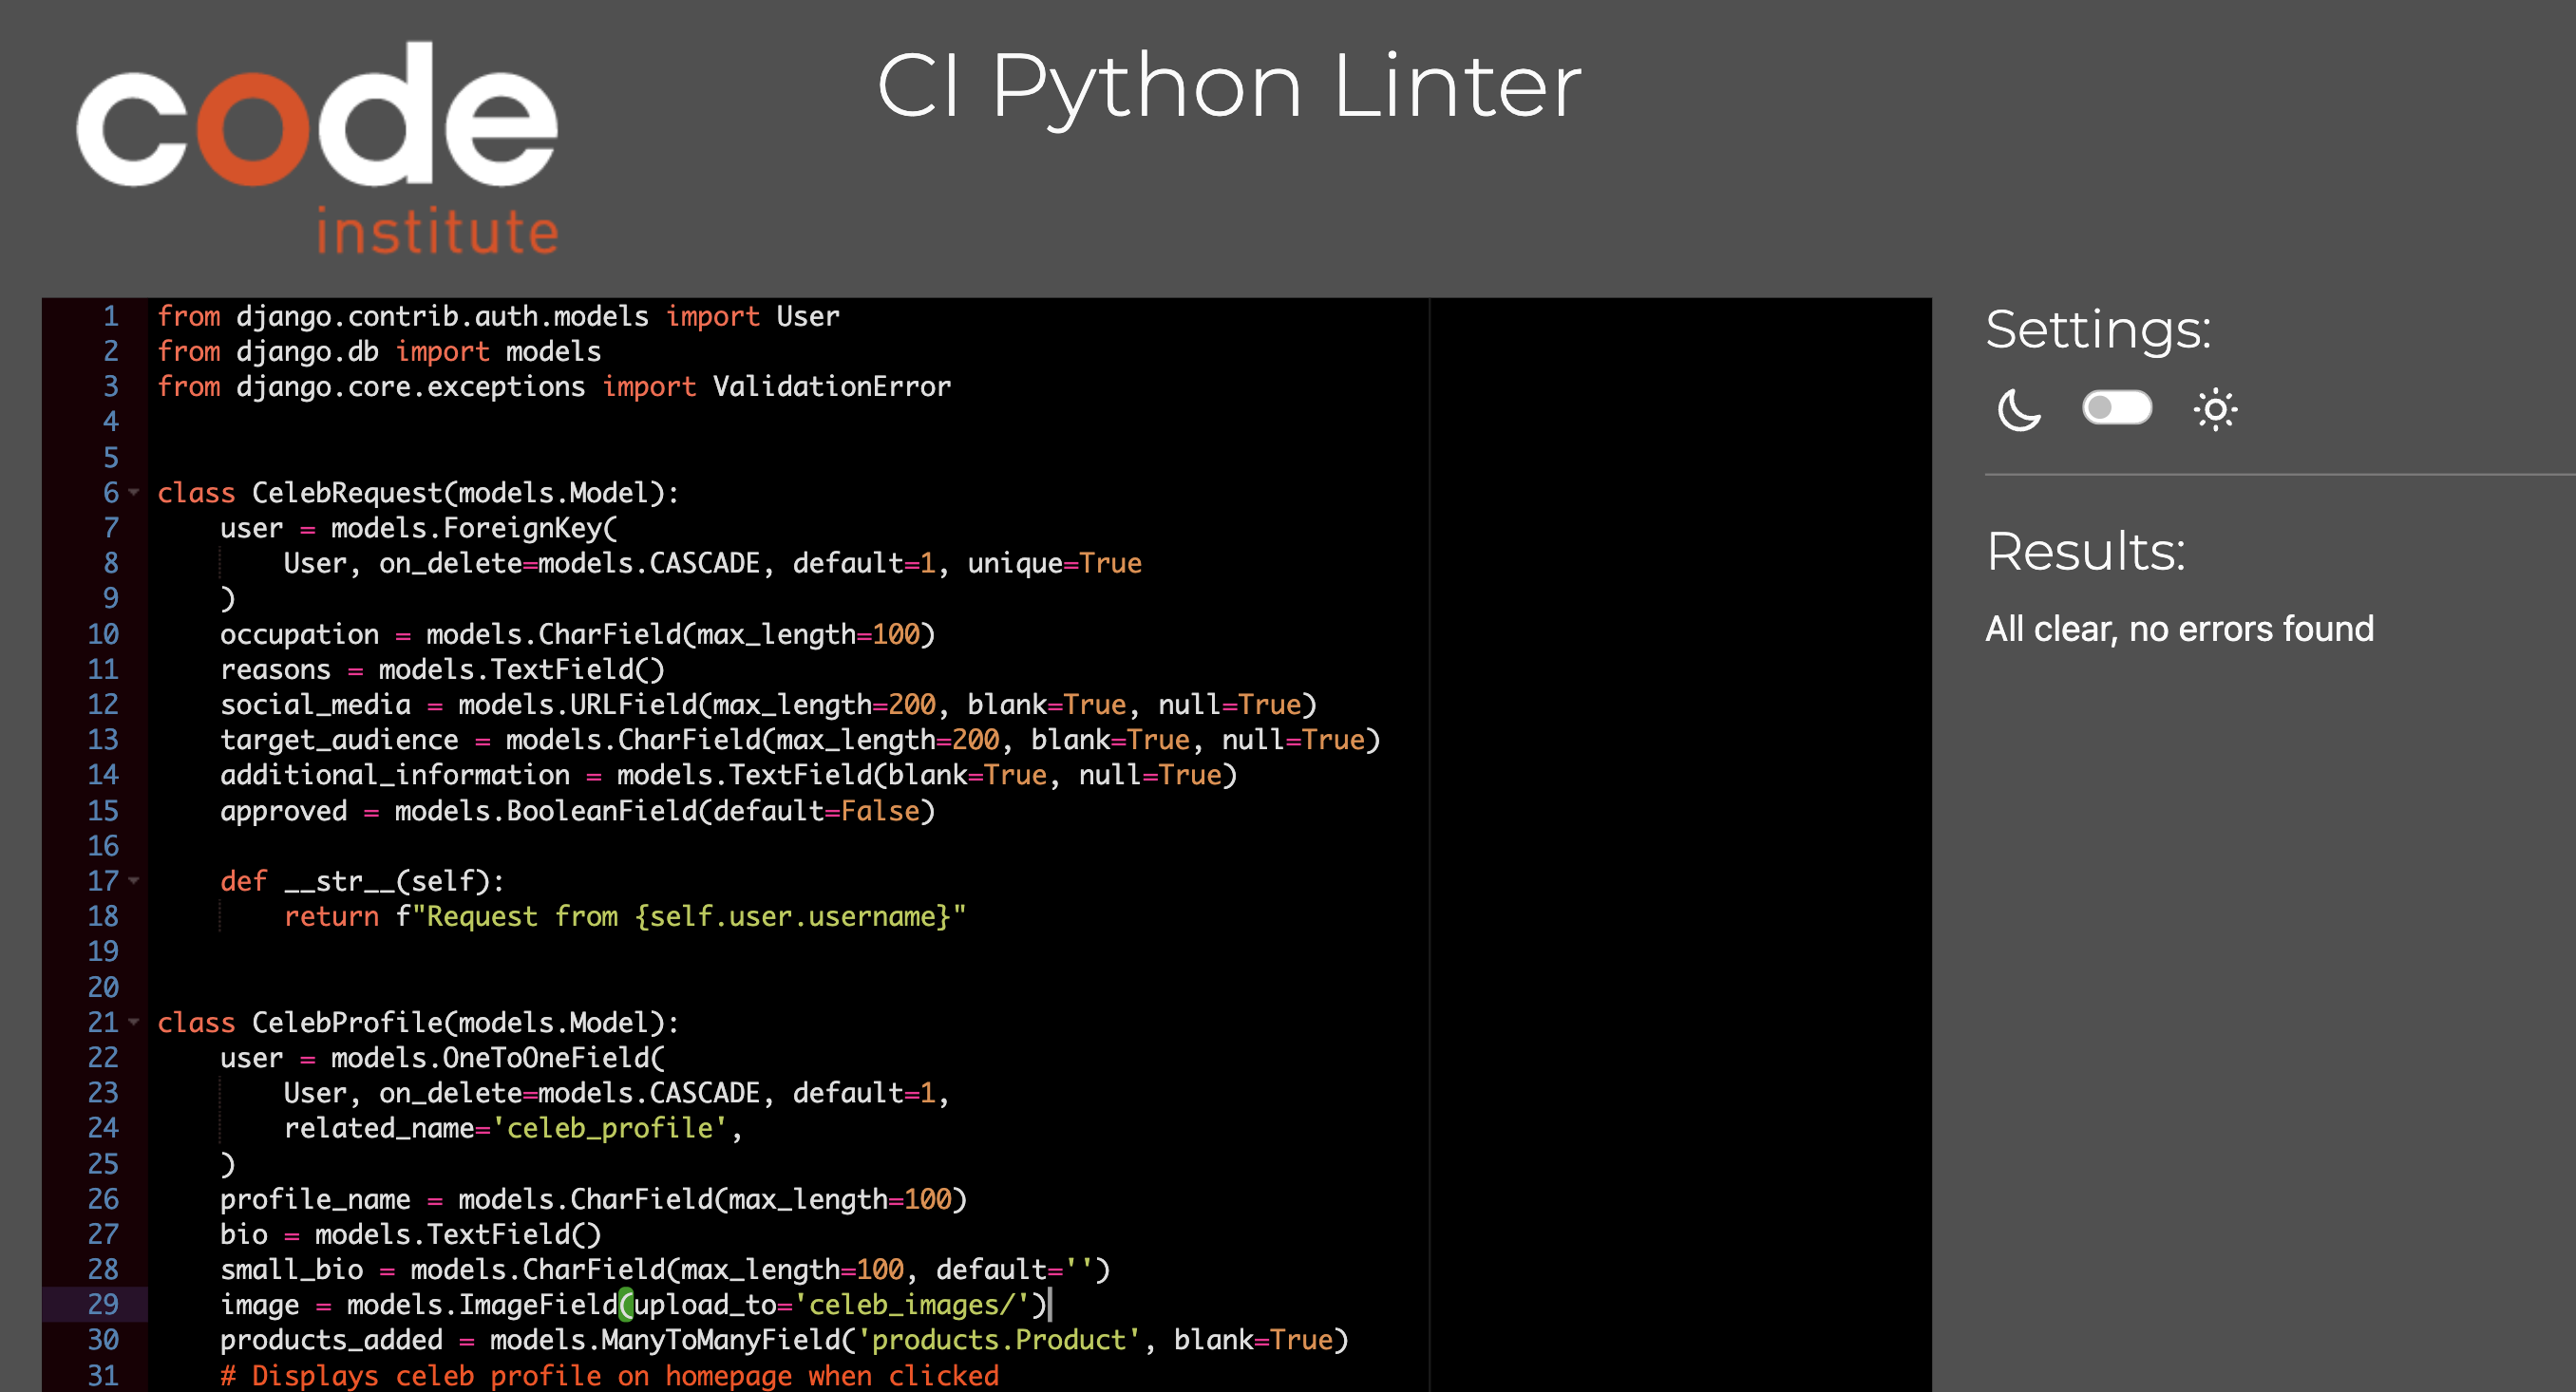 code
institute
CI Python Linter
1 from django.contrib.auth.models import User
2 from django.db import models
3 from django.core.exceptions import ValidationError
4
5
6 class CelebRequest(models.Model):
7     user = models.ForeignKey(
8         User, on_delete=models.CASCADE, default=1, unique=True
9     )
10     occupation = models.CharField(max_length=100)
11     reasons = models.TextField()
12     social_media = models.URLField(max_length=200, blank=True, null=True)
13     target_audience = models.CharField(max_length=200, blank=True, null=True)
14     additional_information = models.TextField(blank=True, null=True)
15     approved = models.BooleanField(default=False)
16
17     def __str__(self):
18         return f"Request from {self.user.username}"
19
20
21 class CelebProfile(models.Model):
22     user = models.OneToOneField(
23         User, on_delete=models.CASCADE, default=1,
24         related_name='celeb_profile',
25     )
26     profile_name = models.CharField(max_length=100)
27     bio = models.TextField()
28     small_bio = models.CharField(max_length=100, default='')
29     image = models.ImageField(upload_to='celeb_images/')
30     products_added = models.ManyToManyField('products.Product', blank=True)
31     # Displays celeb profile on homepage when clicked
Settings:
Results:
All clear, no errors found